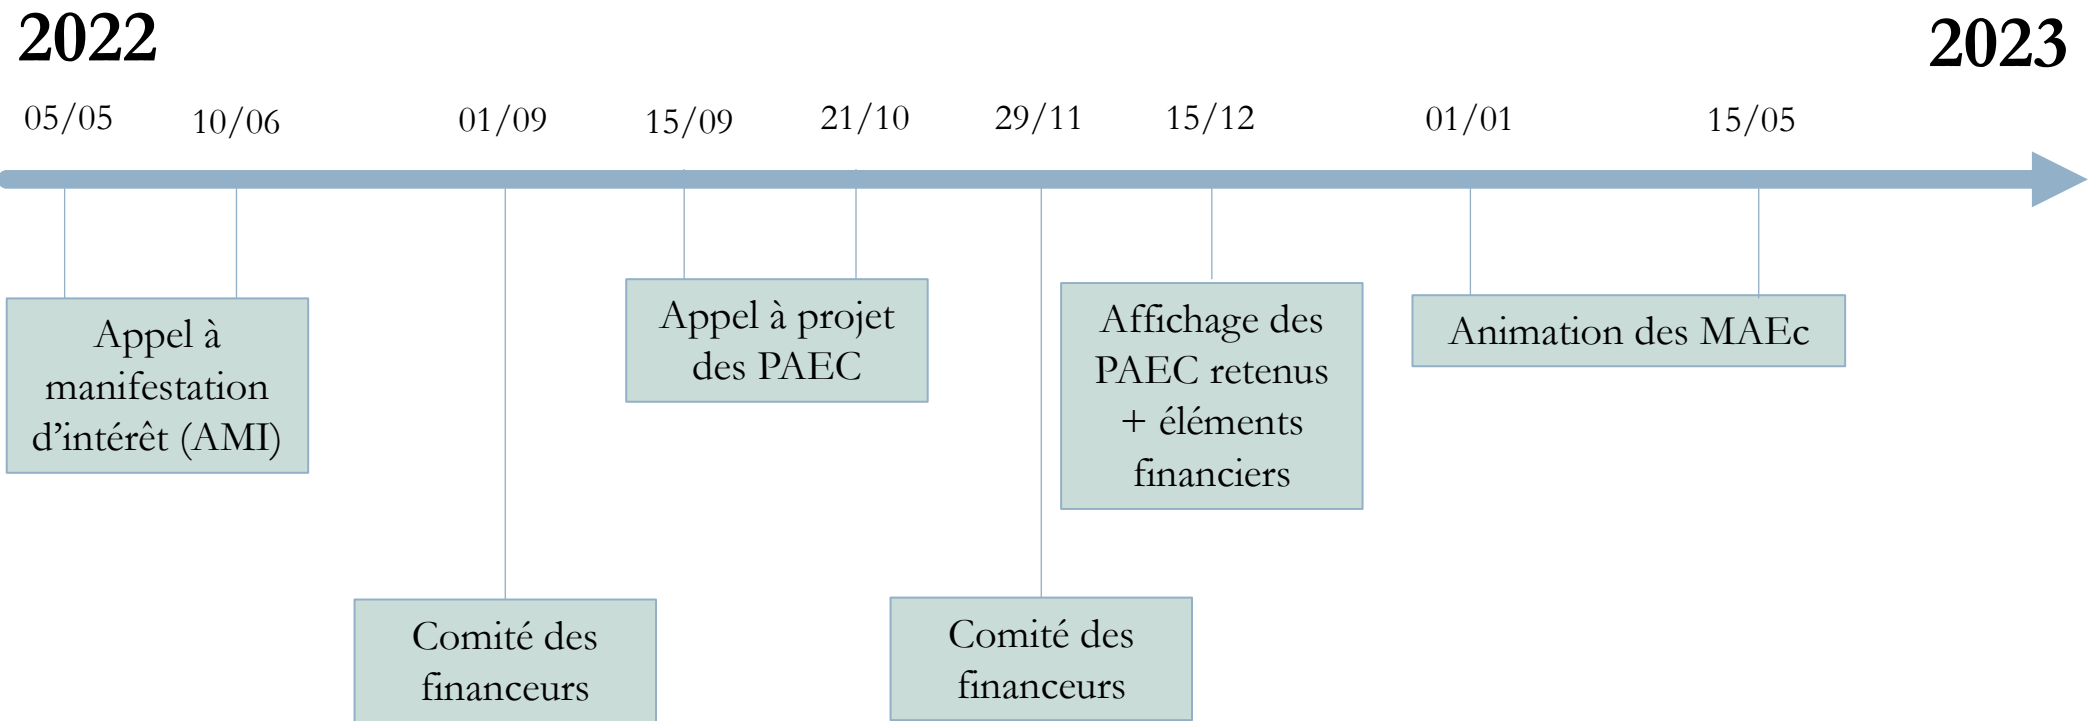 2022
2023
05/05
10/06
01/09
15/09
21/10
29/11
15/12
01/01
15/05
Appel à
manifestation
d’intérêt (AMI)
Comité des
financeurs
Appel à projet
des PAEC
Comité des
financeurs
Affichage des
PAEC retenus
+ éléments
financiers
Animation des MAEc